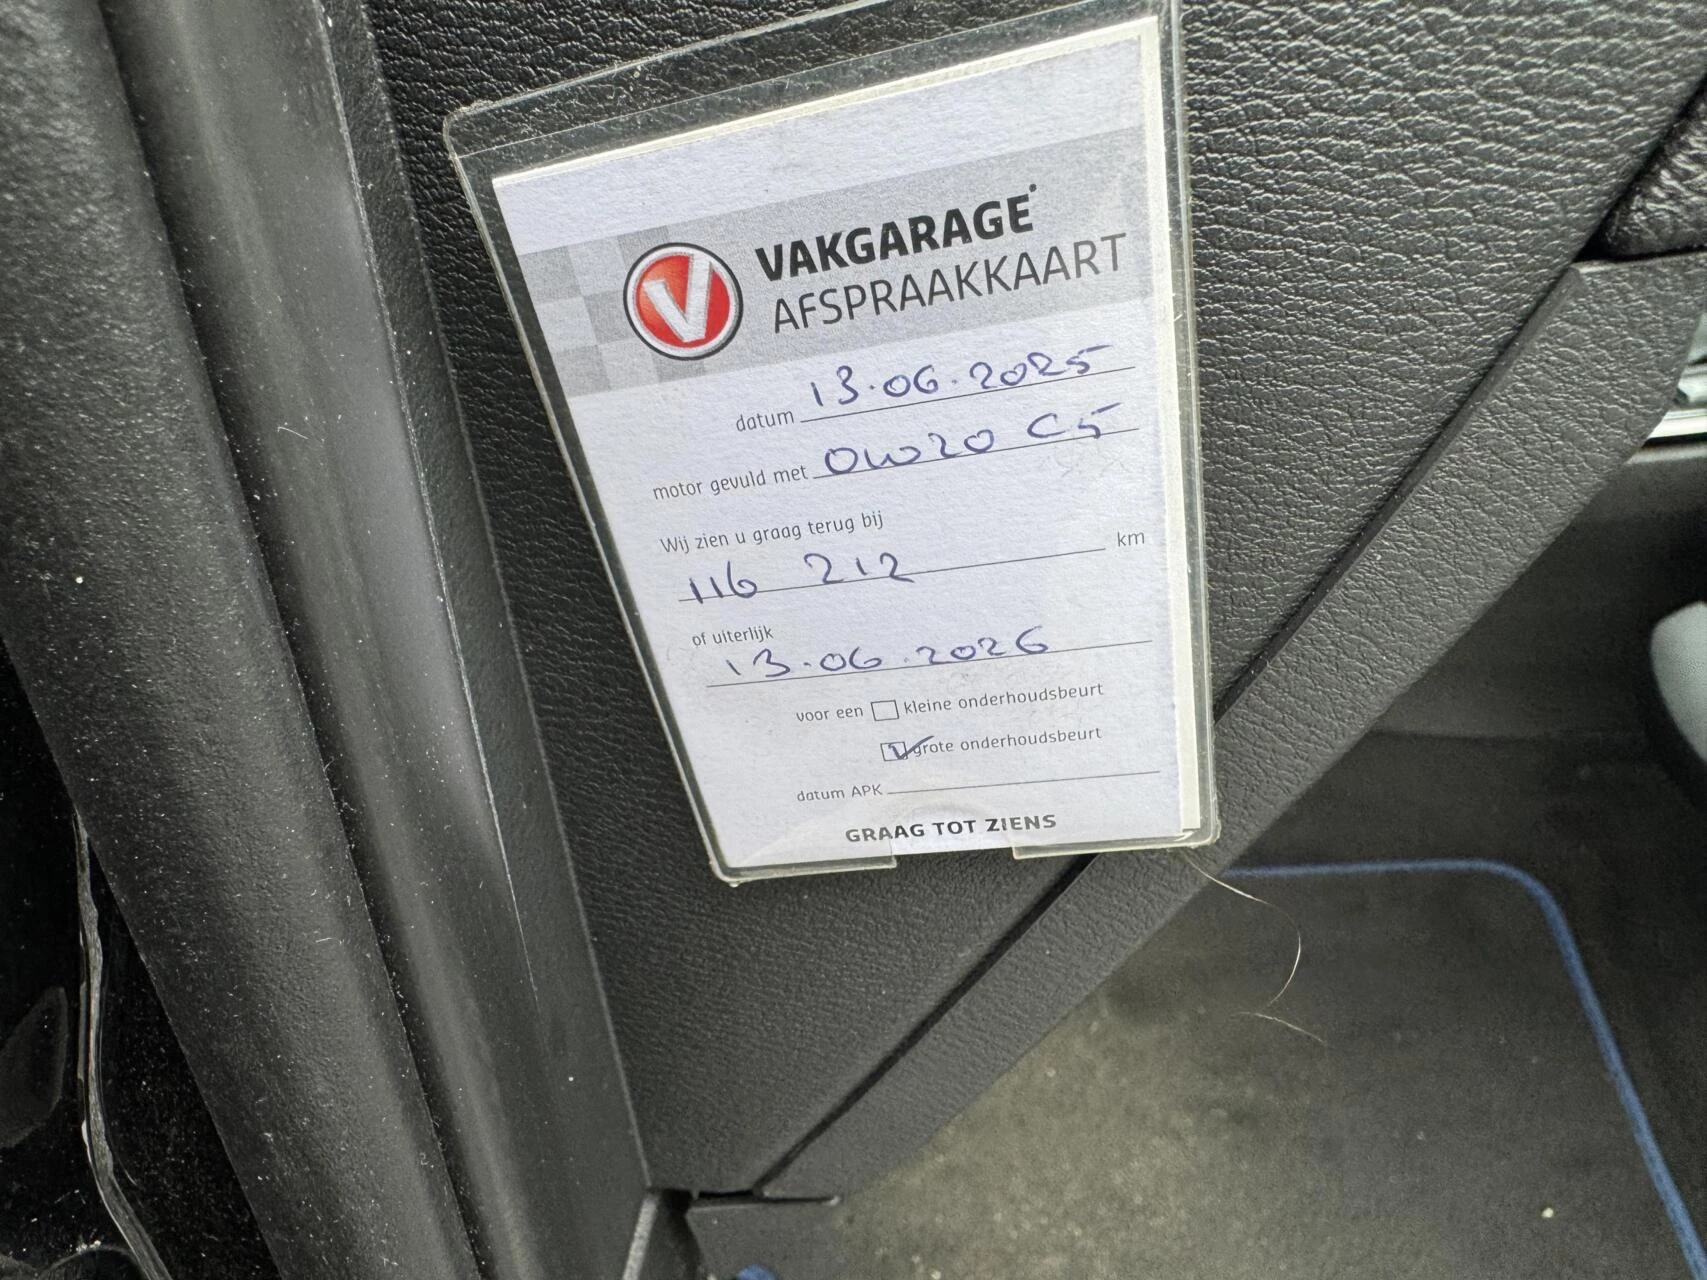 V VAKGARAGE
AFSPRAAKKAART
datum 13.06.2025
motor gevuld met 0W20 C5
Wij zien u graag terug bij
116 212 km
of uiterlijk
13.06.2026
voor een kleine onderhoudsbeurt
grote onderhoudsbeurt
datum APK
GRAAG TOT ZIENS